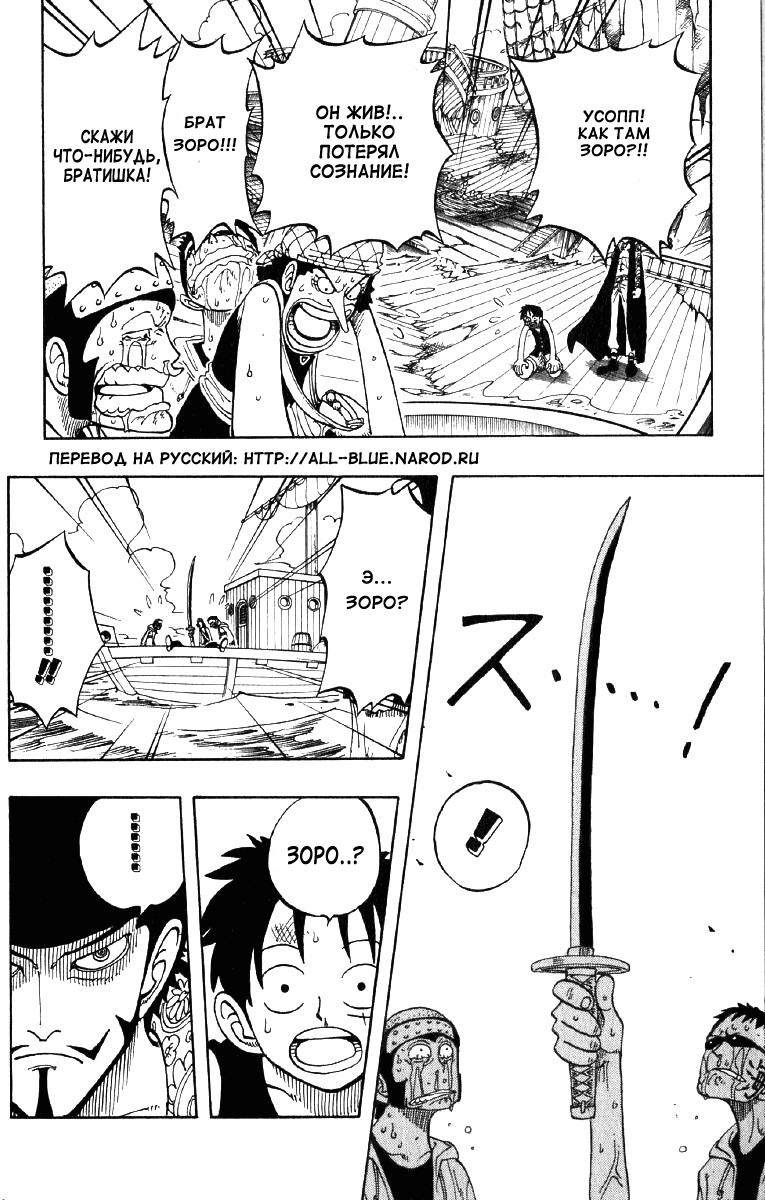 УСОПП!
КАК ТАМ
ЗОРО?!!
ОН ЖИВ!..
ТОЛЬКО
ПОТЕРЯЛ
СОЗНАНИЕ!
БРАТ
ЗОРО!!!
СКАЖИ
ЧТО-НИБУДЬ,
БРАТИШКА!
ПЕРЕВОД НА РУССКИЙ: HTTP://ALL-BLUE.NAROD.RU
ス...../
!!
Э...
ЗОРО?
.........!!
ЗОРО..?
......